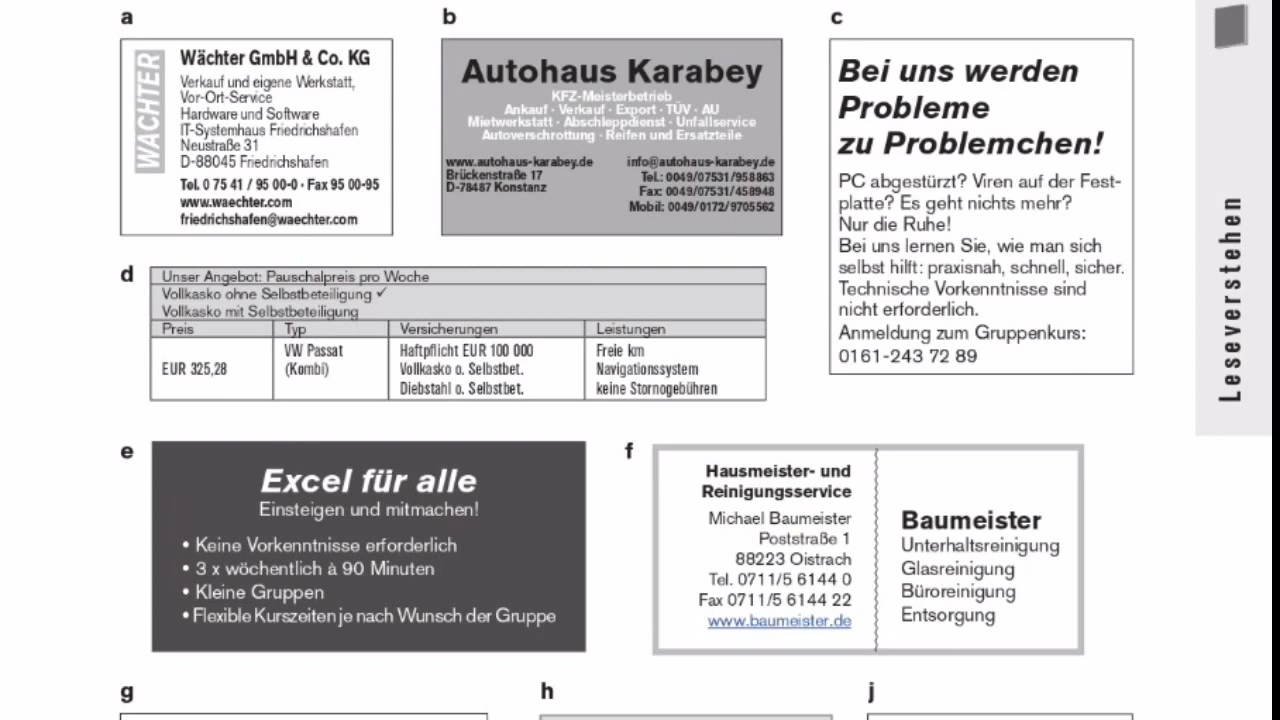 a
WÄCHTER
Wächter GmbH & Co. KG
Verkauf und eigene Werkstatt,
Vor-Ort-Service
Hardware und Software
IT-Systemhaus Friedrichshafen
Neustraße 31
D-88045 Friedrichshafen
Tel. 0 75 41 / 95 00-0 · Fax 95 00-95
www.waechter.com
friedrichshafen@waechter.com
b
Autohaus Karabey
KFZ-Meisterbetrieb
Ankauf · Verkauf · Export · TÜV · AU
Mietwerkstatt · Abschleppdienst · Unfallservice
Autoverschrottung · Reifen und Ersatzteile
www.autohaus-karabey.de
Brückenstraße 17
D-78487 Konstanz
info@autohaus-karabey.de
Tel.: 0049/07531/958863
Fax: 0049/07531/458948
Mobil: 0049/0172/9705562
c
Bei uns werden
Probleme
zu Problemchen!
PC abgestürzt? Viren auf der Fest-
platte? Es geht nichts mehr?
Nur die Ruhe!
Bei uns lernen Sie, wie man sich
selbst hilft: praxisnah, schnell, sicher.
Technische Vorkenntnisse sind
nicht erforderlich.
Anmeldung zum Gruppenkurs:
0161-243 72 89
Leseverstehen
d
Unser Angebot: Pauschalpreis pro Woche
Vollkasko ohne Selbstbeteiligung ✓
Vollkasko mit Selbstbeteiligung
Preis Typ Versicherungen Leistungen
EUR 325,28
VW Passat
(Kombi)
Haftpflicht EUR 100 000
Vollkasko o. Selbstbet.
Diebstahl o. Selbstbet.
Freie km
Navigationssystem
keine Stornogebühren
e
Excel für alle
Einsteigen und mitmachen!
• Keine Vorkenntnisse erforderlich
• 3 x wöchentlich à 90 Minuten
• Kleine Gruppen
• Flexible Kurszeiten je nach Wunsch der Gruppe
f
Hausmeister- und
Reinigungsservice
Michael Baumeister
Poststraße 1
88223 Oistrach
Tel. 0711/5 6144 0
Fax 0711/5 6144 22
www.baumeister.de
Baumeister
Unterhaltsreinigung
Glasreinigung
Büroreinigung
Entsorgung
g
h
j